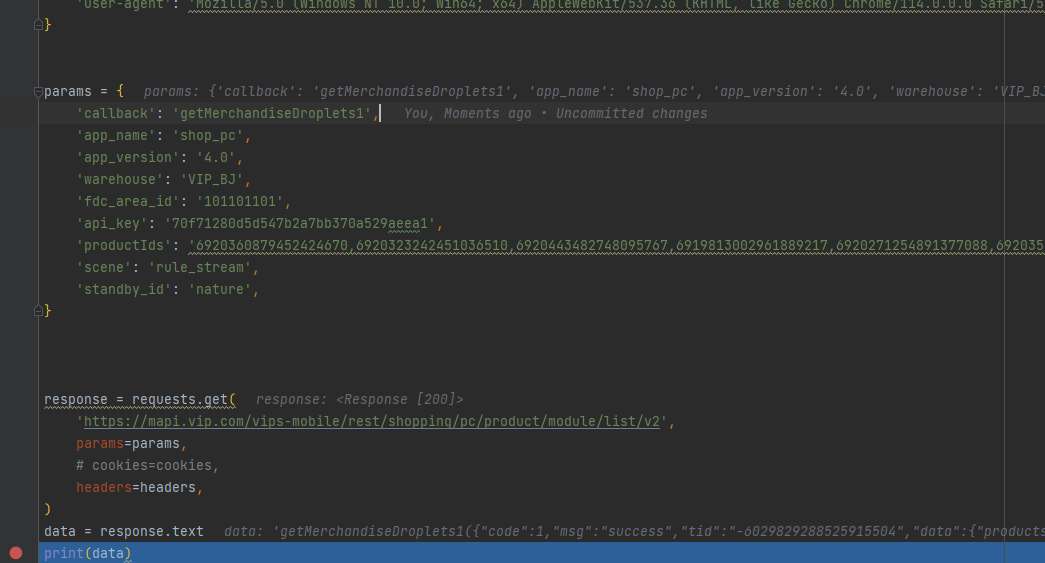 'user-agent': 'Mozilla/5.0 (Windows NT 10.0; Win64; x64) AppleWebKit/537.36 (KHTML, like Gecko) Chrome/114.0.0.0 Safari/5
}
params = { params: {'callback': 'getMerchandiseDroplets1', 'app_name': 'shop_pc', 'app_version': '4.0', 'warehouse': 'VIP_BJ
'callback': 'getMerchandiseDroplets1', You, Moments ago • Uncommitted changes
'app_name': 'shop_pc',
'app_version': '4.0',
'warehouse': 'VIP_BJ',
'fdc_area_id': '101101101',
'api_key': '70f71280d5d547b2a7bb370a529aeea1',
'productIds': '6920360879452424670,6920323242451036510,6920443482748095767,6919813002961889217,6920271254891377088,692035
'scene': 'rule_stream',
'standby_id': 'nature',
}
response = requests.get( response: <Response [200]>
'https://mapi.vip.com/vips-mobile/rest/shopping/pc/product/module/list/v2',
params=params,
# cookies=cookies,
headers=headers,
)
data = response.text data: 'getMerchandiseDroplets1({"code":1,"msg":"success","tid":"-6029829288525915504","data":{"products
print(data)